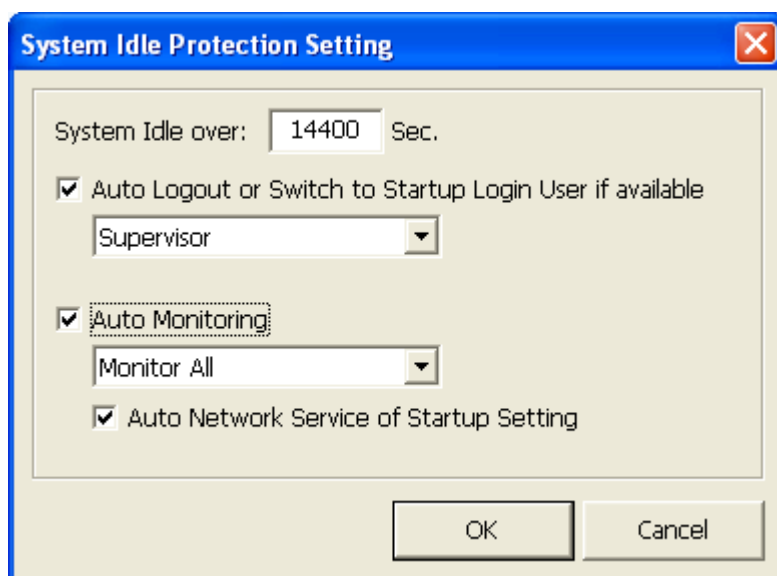 System Idle Protection Setting
System Idle over: 14400 Sec.
Auto Logout or Switch to Startup Login User if available
Supervisor
Auto Monitoring
Monitor All
Auto Network Service of Startup Setting
OK Cancel